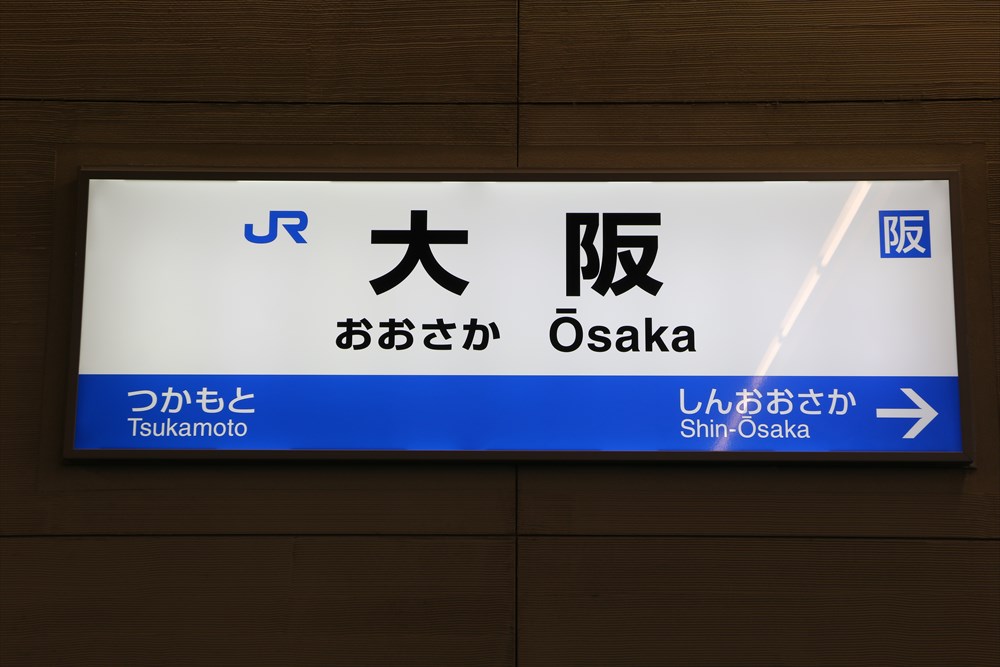 JR 大阪 阪
おおさか Ōsaka
つかもと しんおおさか →
Tsukamoto Shin-Ōsaka